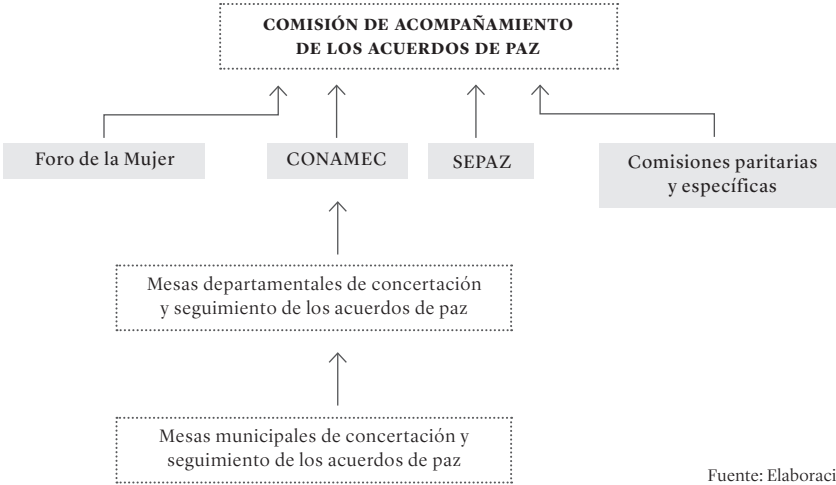 COMISIÓN DE ACOMPAÑAMIENTO
DE LOS ACUERDOS DE PAZ
Foro de la Mujer
CONAMEC
SEPAZ
Comisiones paritarias
y específicas
Mesas departamentales de concertación
y seguimiento de los acuerdos de paz
Mesas municipales de concertación y
seguimiento de los acuerdos de paz
Fuente: Elaboraci